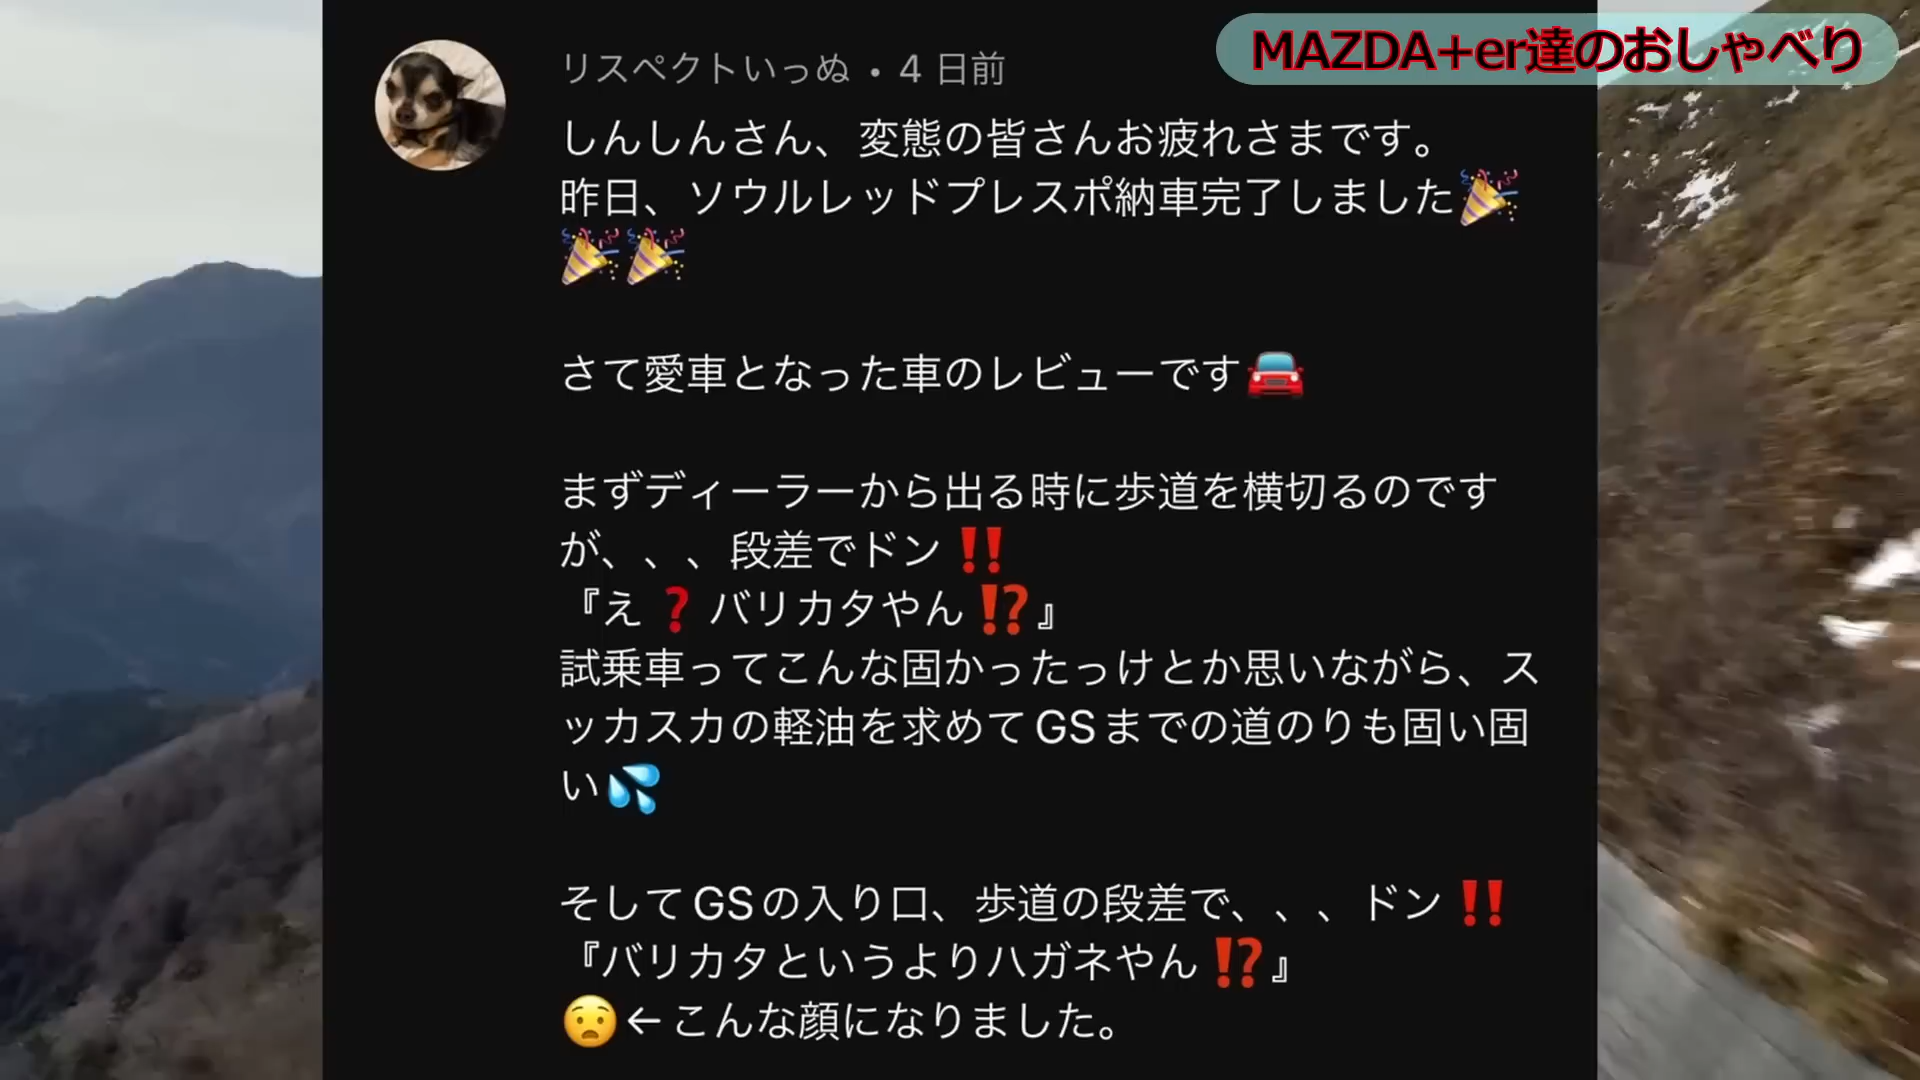 MAZDA+er達のおしゃべり
リスペクトいっぬ・4 日前
しんしんさん、変態の皆さんお疲れさまです。
昨日、ソウルレッドプレスポ納車完了しました🎉
🎉🎉
さて愛車となった車のレビューです🚘
まずディーラーから出る時に歩道を横切るのです
が、、、段差でドン‼️
『え❓バリカタやん⁉️』
試乗車ってこんな固かったっけとか思いながら、ス
ッカスカの軽油を求めてGSまでの道のりも固い固
い💦
そしてGSの入り口、歩道の段差で、、、ドン‼️
『バリカタというよりハガネやん⁉️』
😧←こんな顔になりました。